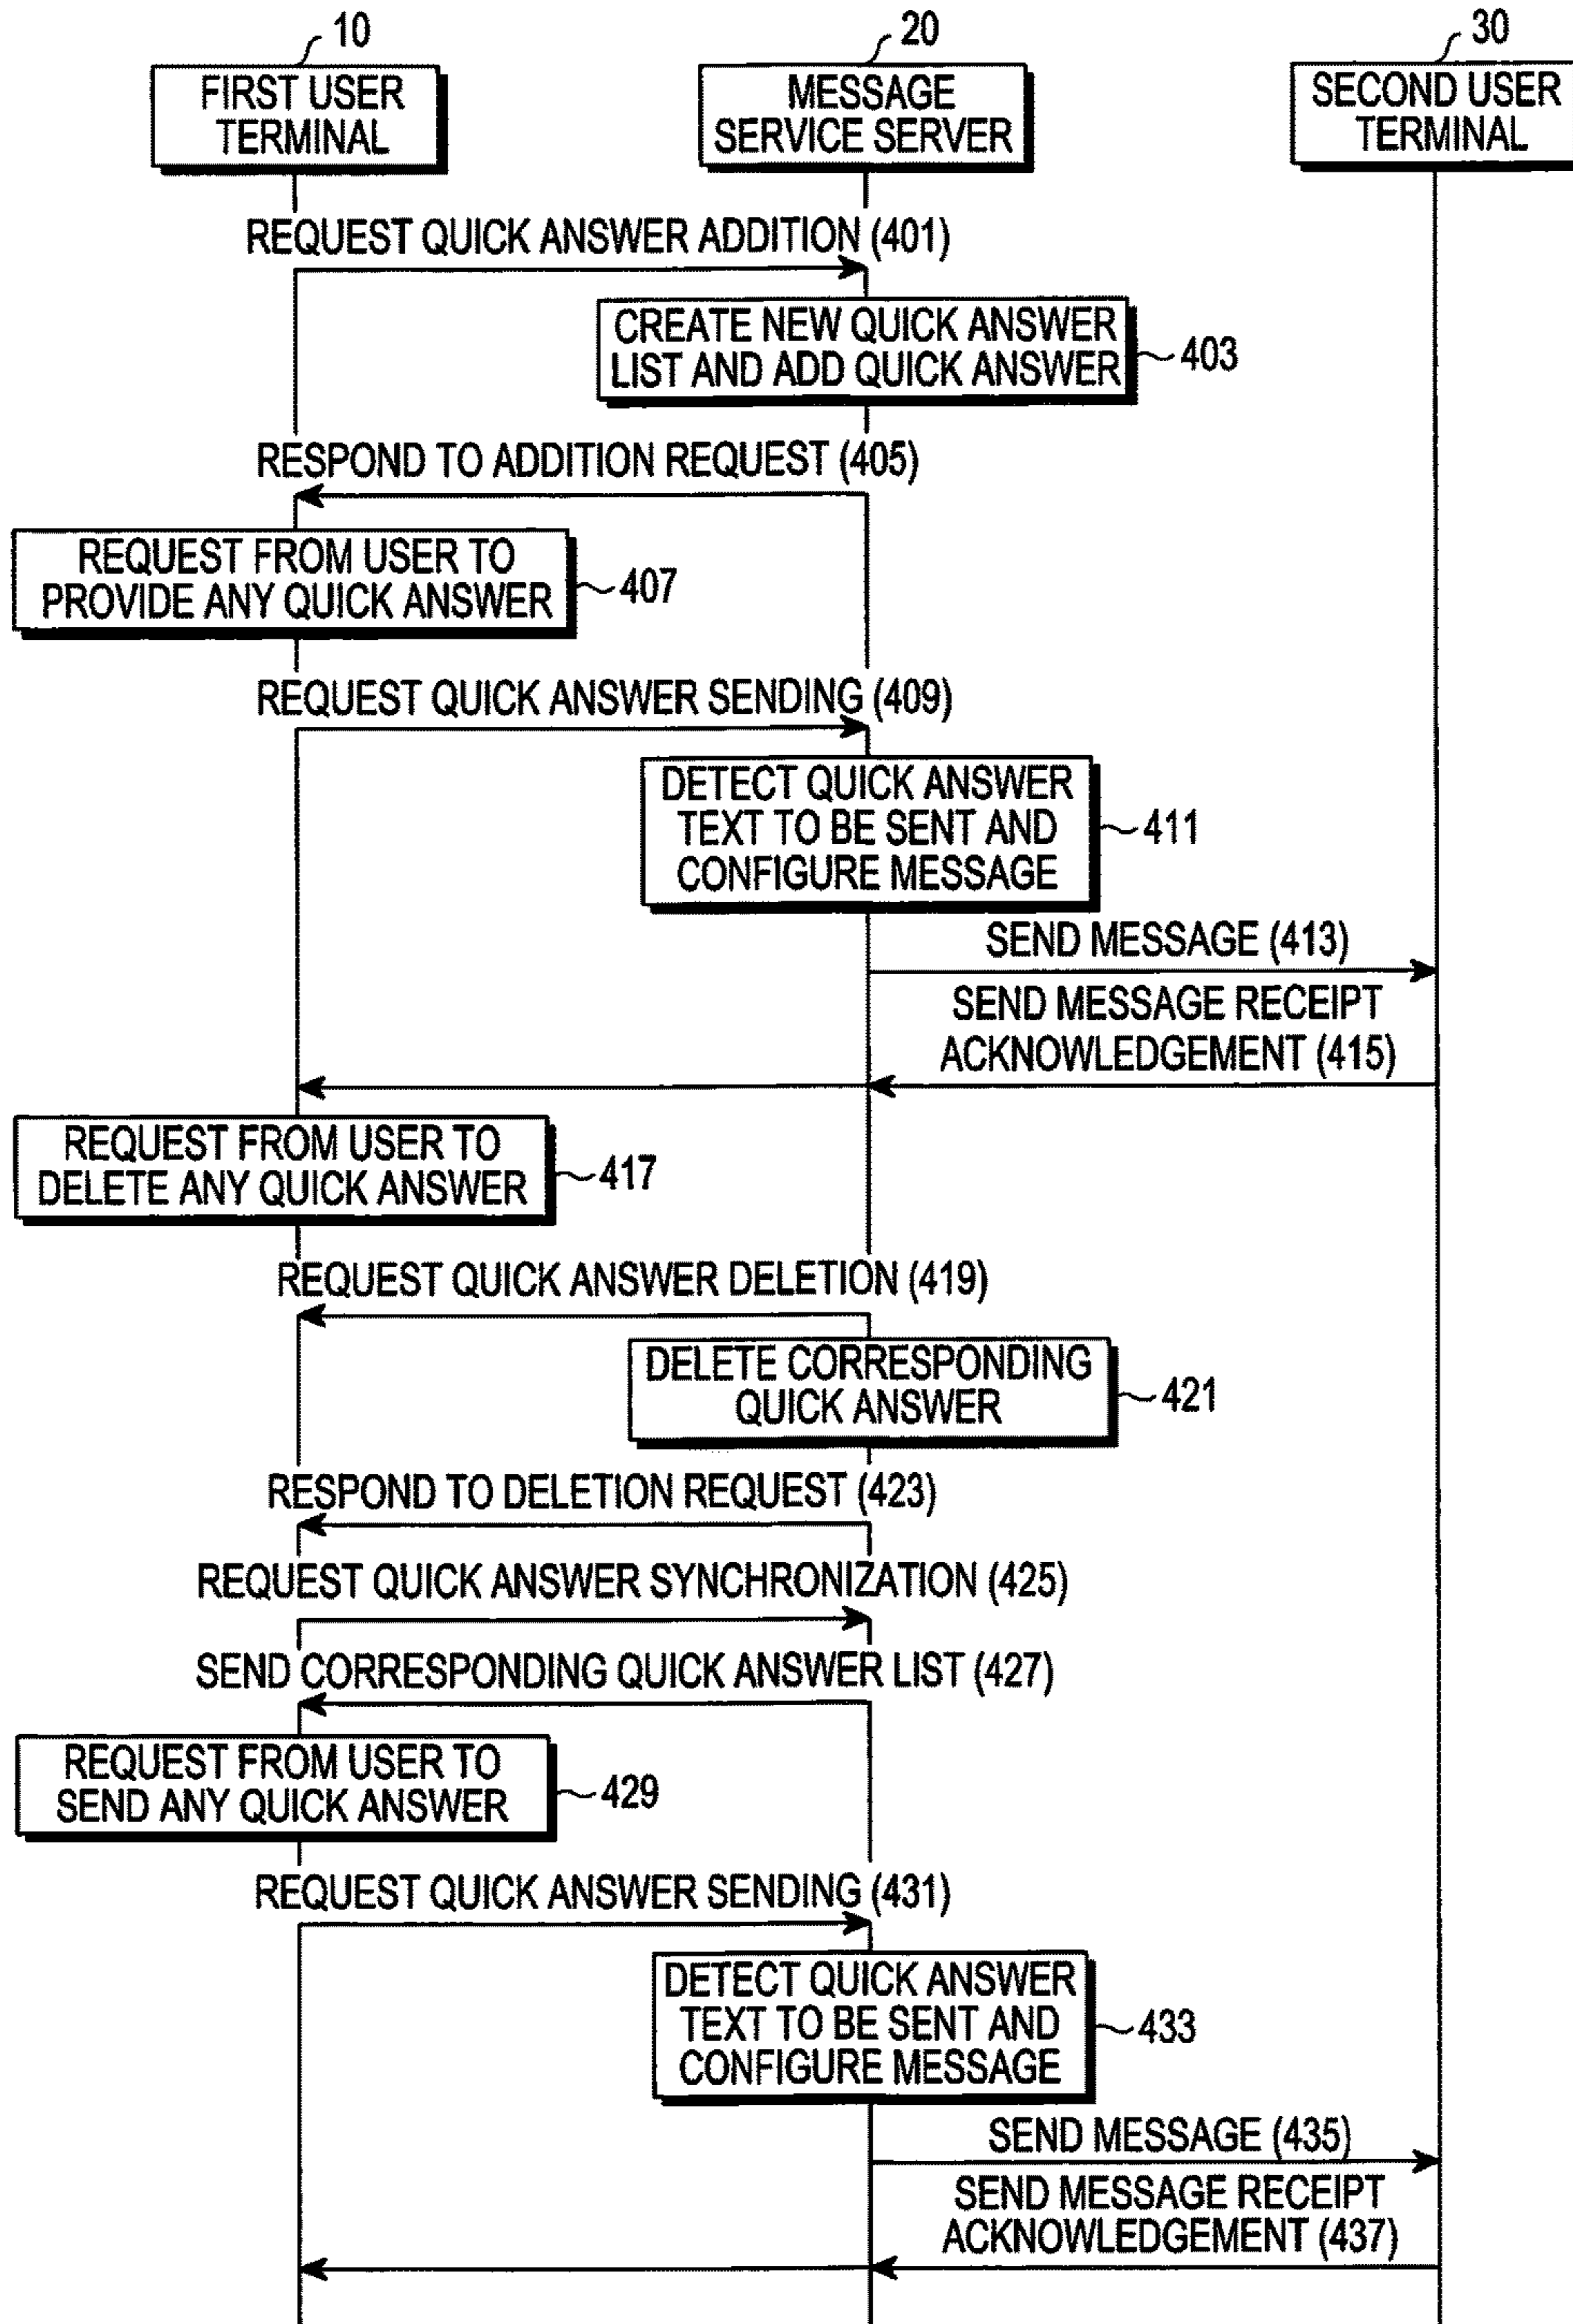 10
20
30
FIRST USER
TERMINAL
MESSAGE
SERVICE SERVER
SECOND USER
TERMINAL
REQUEST QUICK ANSWER ADDITION (401)
CREATE NEW QUICK ANSWER
LIST AND ADD QUICK ANSWER
403
RESPOND TO ADDITION REQUEST (405)
REQUEST FROM USER TO
PROVIDE ANY QUICK ANSWER
407
REQUEST QUICK ANSWER SENDING (409)
DETECT QUICK ANSWER
TEXT TO BE SENT AND
CONFIGURE MESSAGE
411
SEND MESSAGE (413)
SEND MESSAGE RECEIPT
ACKNOWLEDGEMENT (415)
REQUEST FROM USER TO
DELETE ANY QUICK ANSWER
417
REQUEST QUICK ANSWER DELETION (419)
DELETE CORRESPONDING
QUICK ANSWER
421
RESPOND TO DELETION REQUEST (423)
REQUEST QUICK ANSWER SYNCHRONIZATION (425)
SEND CORRESPONDING QUICK ANSWER LIST (427)
REQUEST FROM USER TO
SEND ANY QUICK ANSWER
429
REQUEST QUICK ANSWER SENDING (431)
DETECT QUICK ANSWER
TEXT TO BE SENT AND
CONFIGURE MESSAGE
433
SEND MESSAGE (435)
SEND MESSAGE RECEIPT
ACKNOWLEDGEMENT (437)